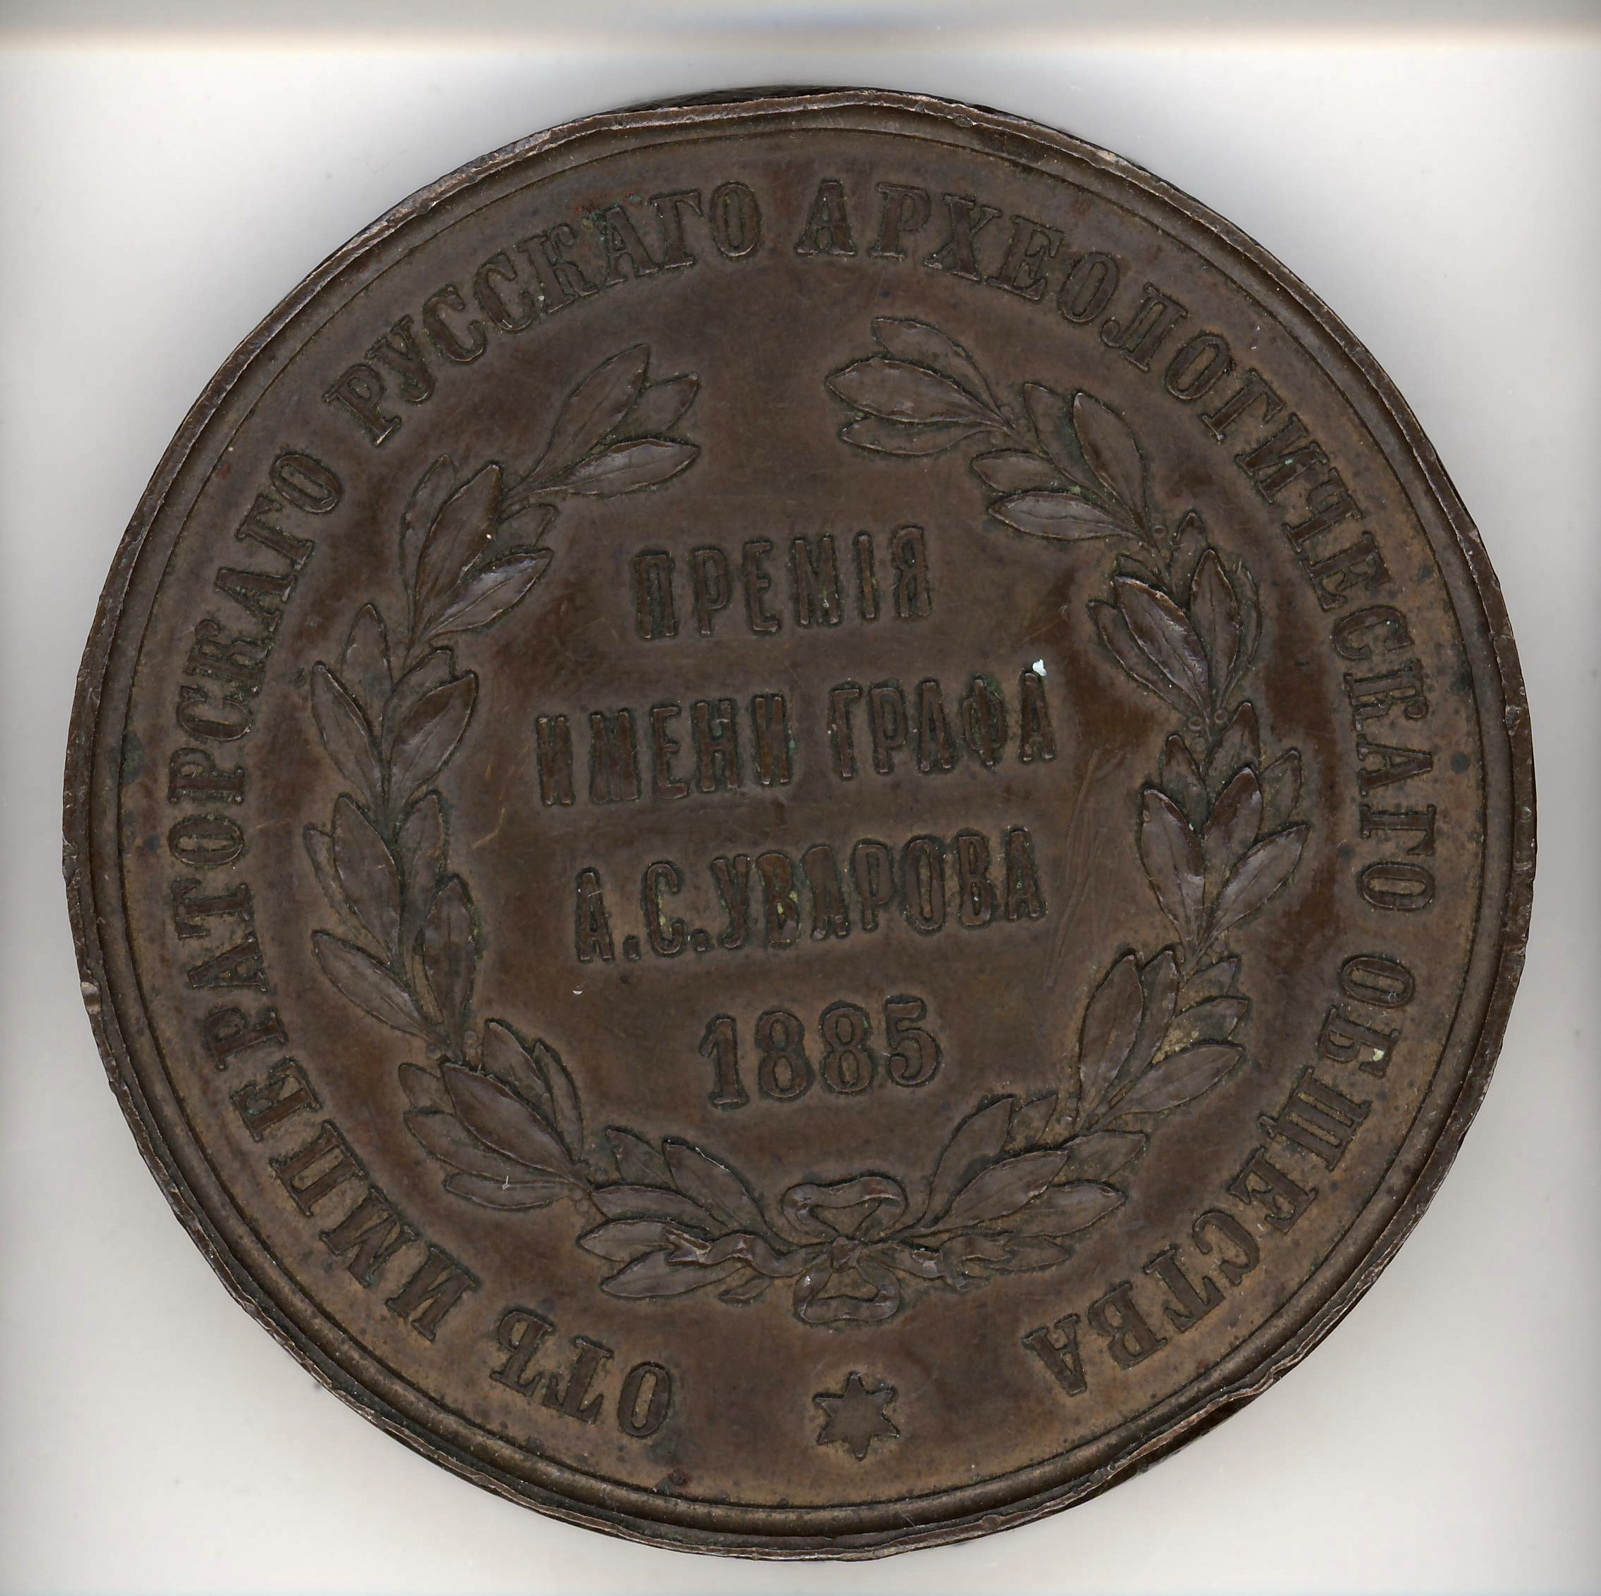 ОТЪ ИМПЕРАТОРСКАГО РУССКАГО АРХЕОЛОГИЧЕСКАГО ОБЩЕСТВА
ПРЕМІЯ
ИМЕНИ ГРАФА
А.С.УВАРОВА
1885